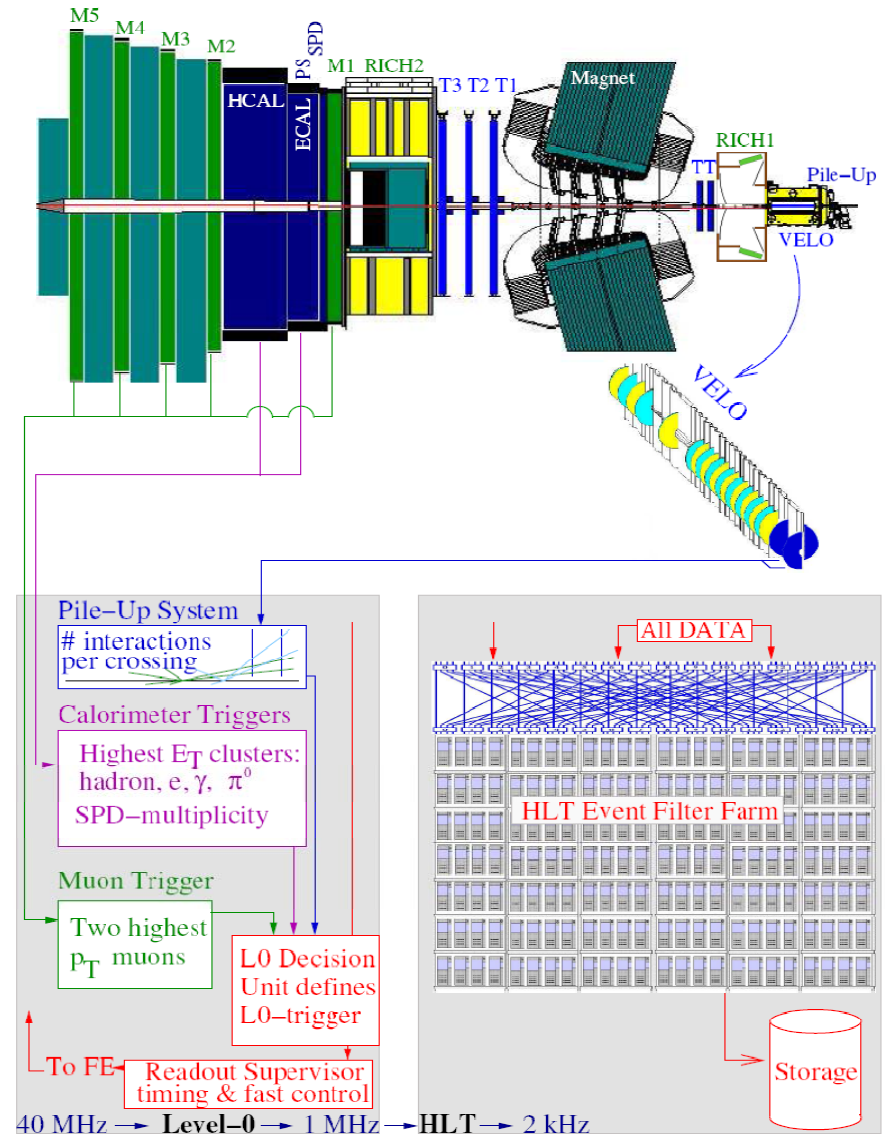 M5
M4
M3
M2
HCAL
PS
SPD
ECAL
M1
RICH2
T3 T2 T1
Magnet
TT
RICH1
Pile-Up
VELO
VELO
Pile-Up System
# interactions
per crossing
Calorimeter Triggers
Highest ET clusters:
hadron, e, γ, π⁰
SPD-multiplicity
Muon Trigger
Two highest
pT muons
L0 Decision
Unit defines
L0-trigger
To FE
Readout Supervisor
timing & fast control
All DATA
HLT Event Filter Farm
Storage
40 MHz → Level-0 → 1 MHz → HLT → 2 kHz